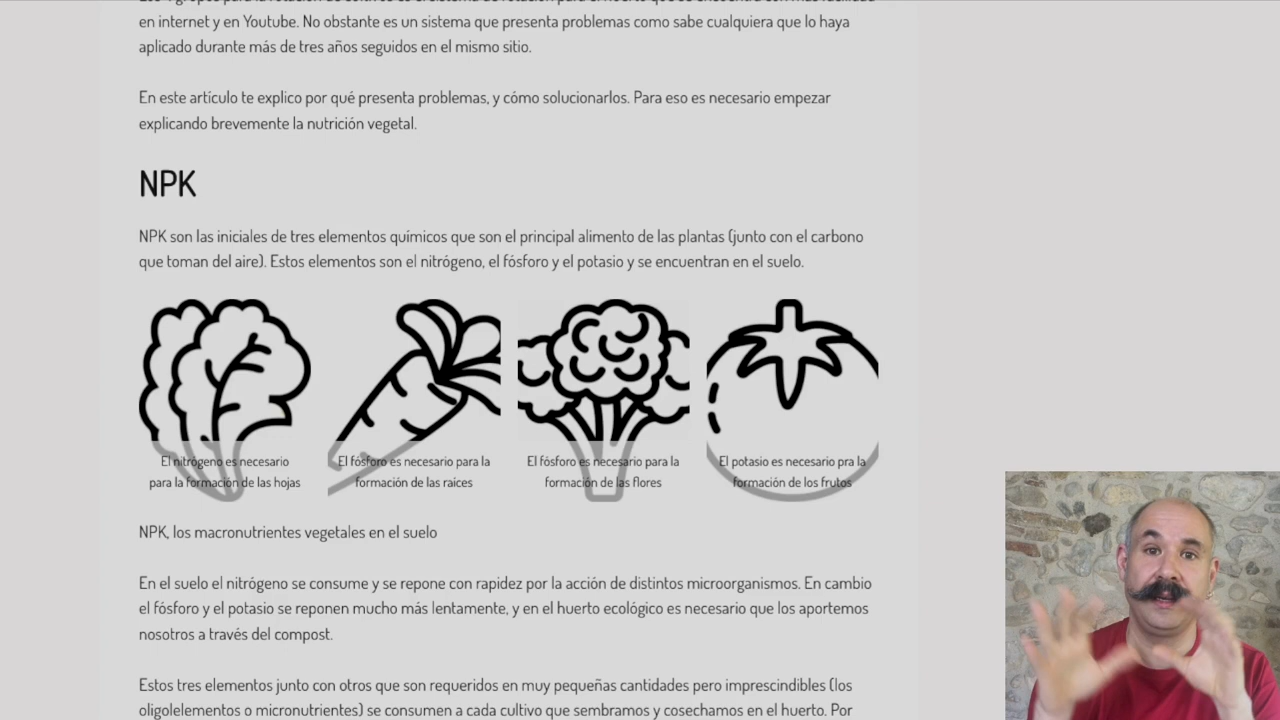 en internet y en Youtube. No obstante es un sistema que presenta problemas como sabe cualquiera que lo haya
aplicado durante más de tres años seguidos en el mismo sitio.
En este artículo te explico por qué presenta problemas, y cómo solucionarlos. Para eso es necesario empezar
explicando brevemente la nutrición vegetal.
NPK
NPK son las iniciales de tres elementos químicos que son el principal alimento de las plantas (junto con el carbono
que toman del aire). Estos elementos son el nitrógeno, el fósforo y el potasio y se encuentran en el suelo.
El nitrógeno es necesario
para la formación de las hojas
El fósforo es necesario para la
formación de las raíces
El fósforo es necesario para la
formación de las flores
El potasio es necesario pra la
formación de los frutos
NPK, los macronutrientes vegetales en el suelo
En el suelo el nitrógeno se consume y se repone con rapidez por la acción de distintos microorganismos. En cambio
el fósforo y el potasio se reponen mucho más lentamente, y en el huerto ecológico es necesario que los aportemos
nosotros a través del compost.
Estos tres elementos junto con otros que son requeridos en muy pequeñas cantidades pero imprescindibles (los
oligolelementos o micronutrientes) se consumen a cada cultivo que sembramos y cosechamos en el huerto. Por